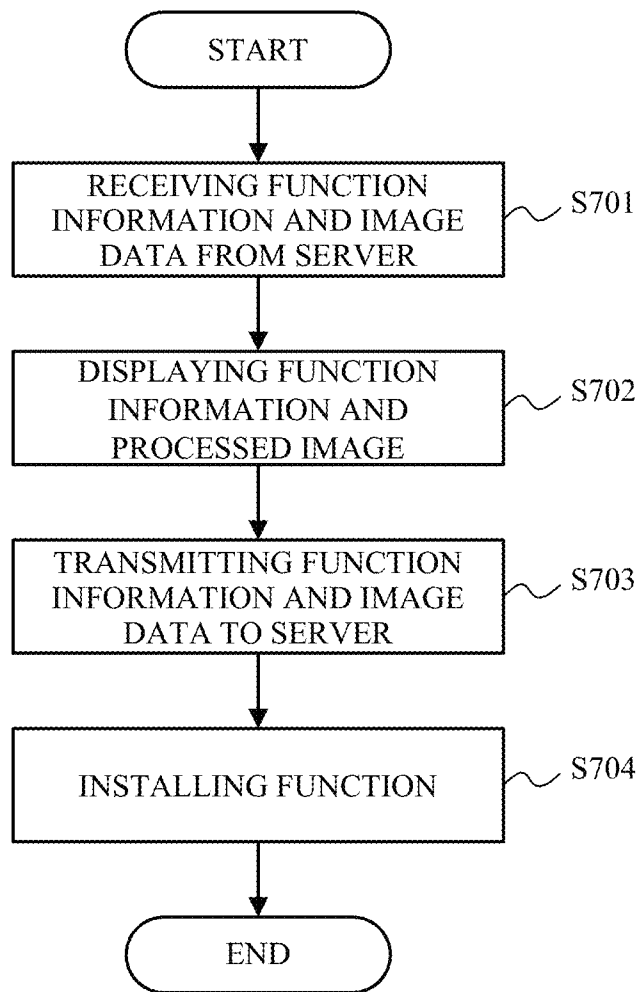 START
RECEIVING FUNCTION
INFORMATION AND IMAGE
DATA FROM SERVER
S701
DISPLAYING FUNCTION
INFORMATION AND
PROCESSED IMAGE
S702
TRANSMITTING FUNCTION
INFORMATION AND IMAGE
DATA TO SERVER
S703
INSTALLING FUNCTION
S704
END